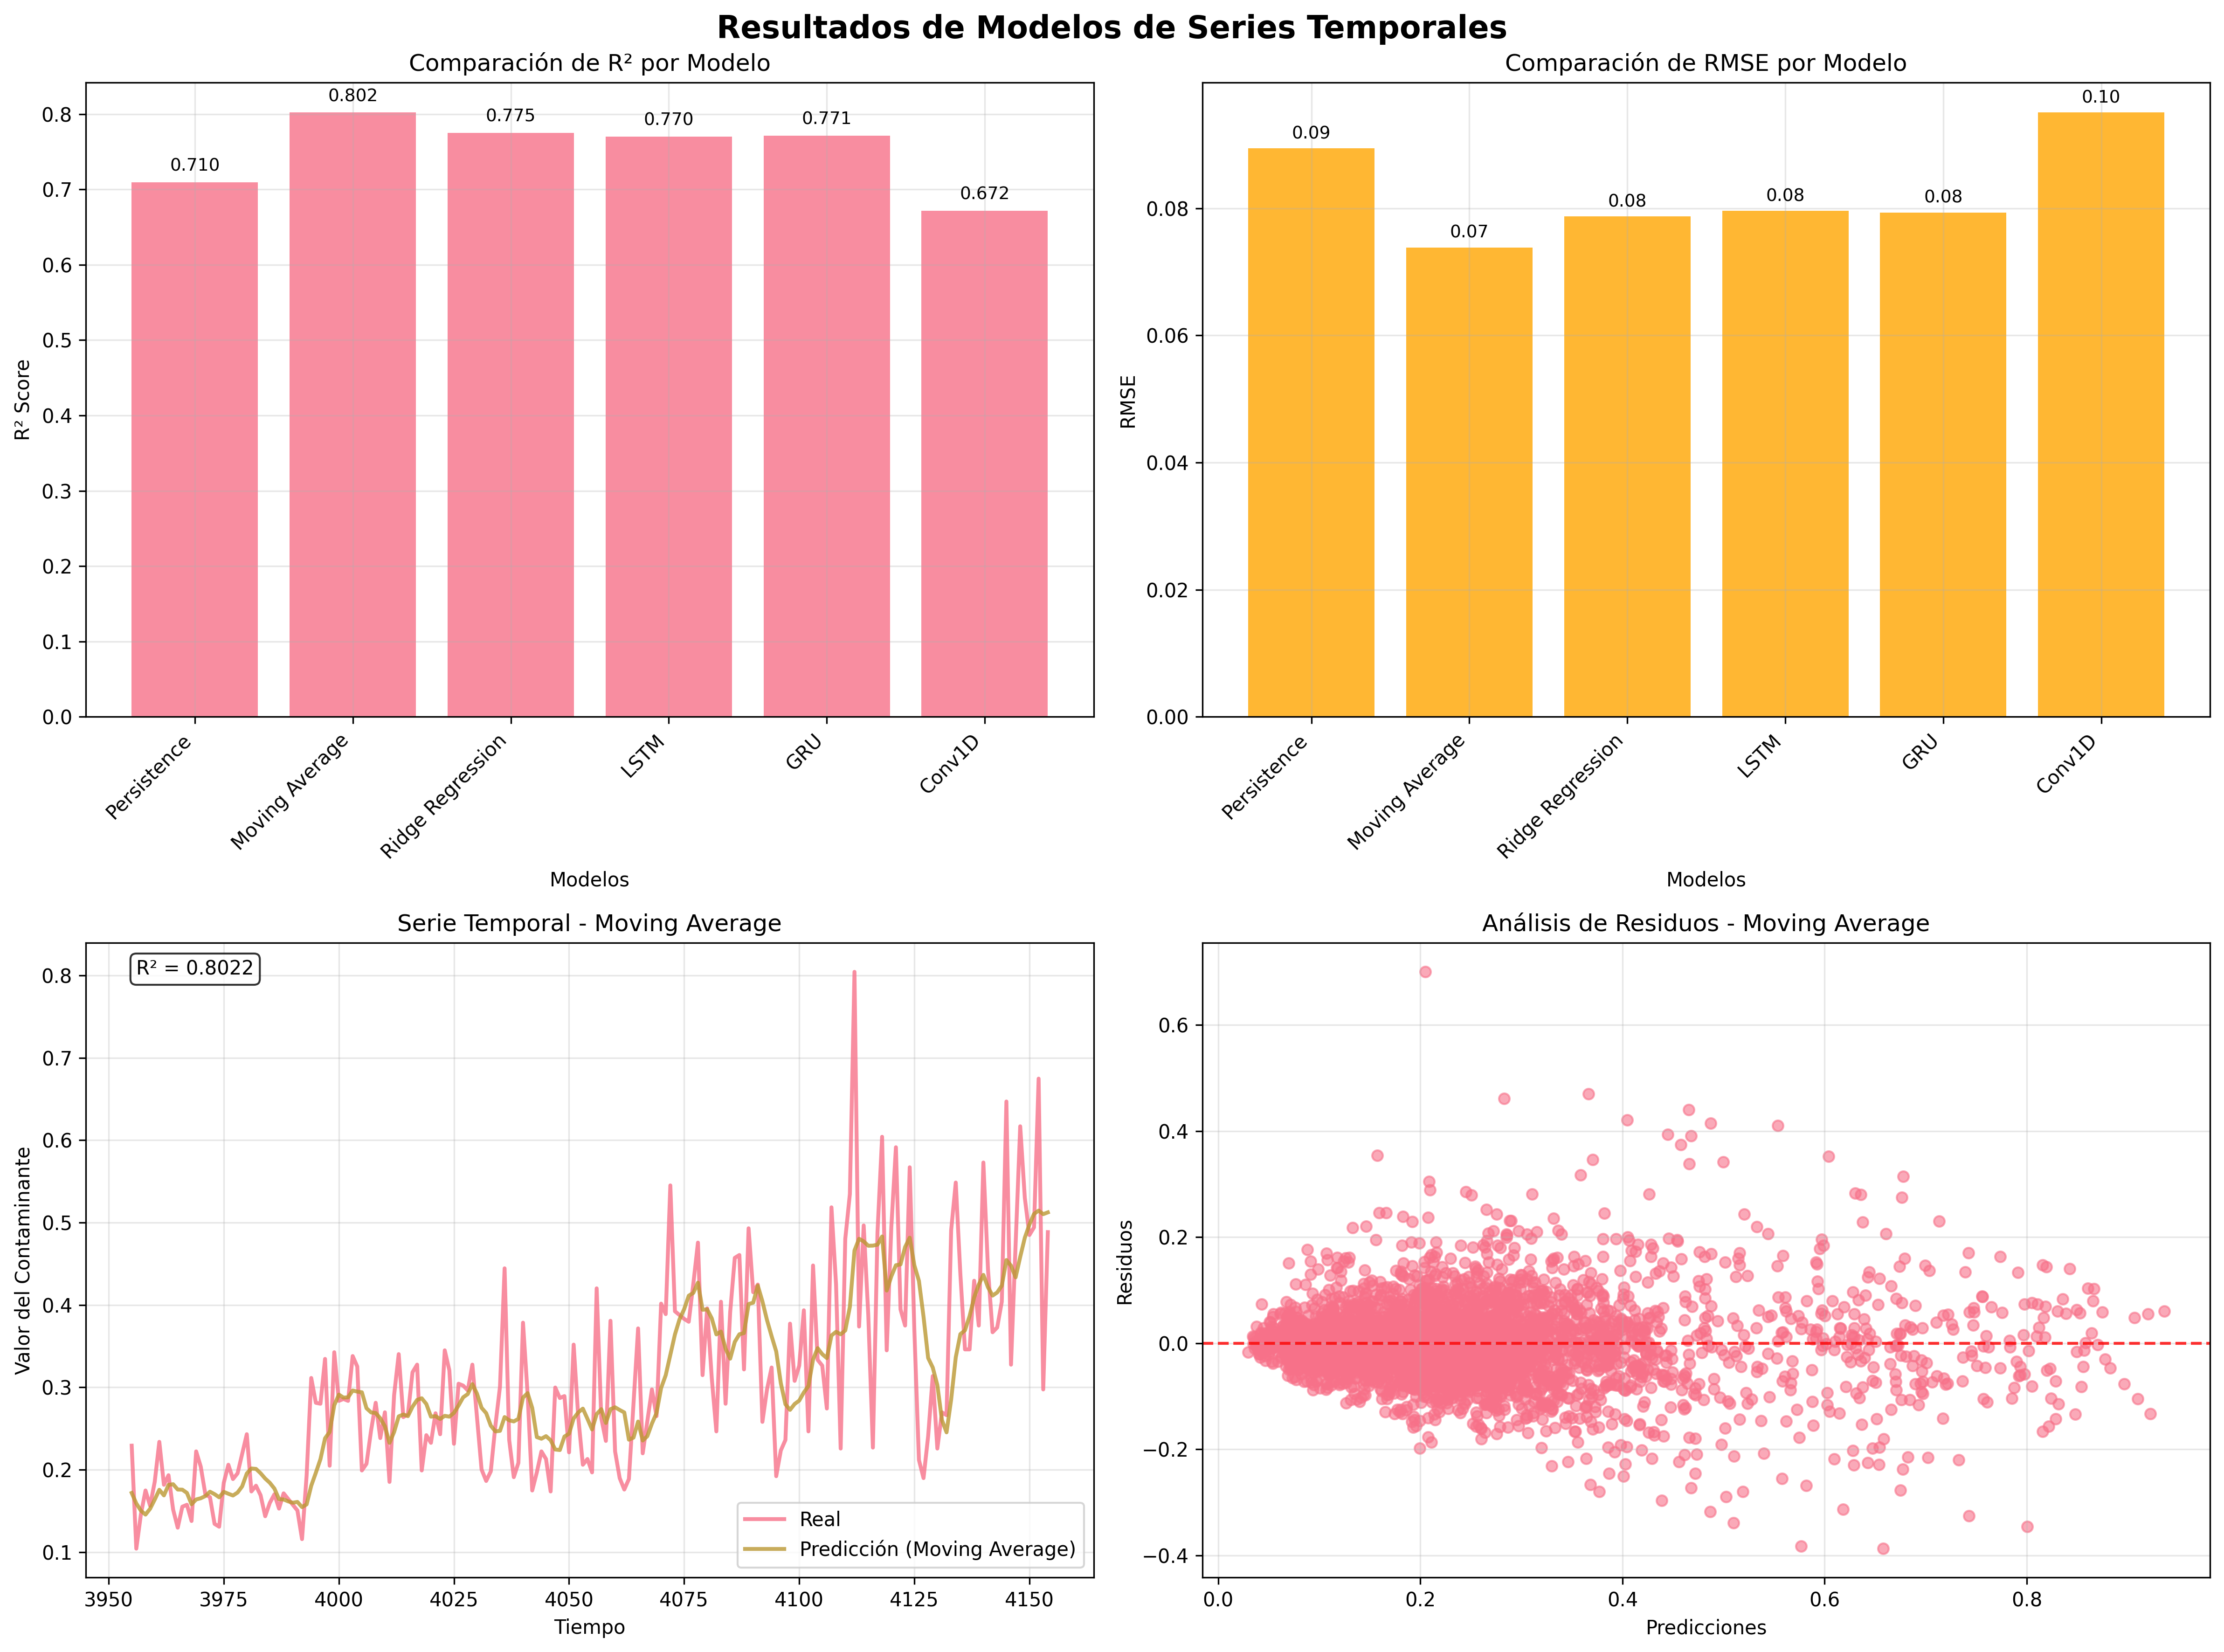 Resultados de Modelos de Series Temporales
Comparación de R² por Modelo
0.802
0.775
0.770
0.771
0.710
0.672
0.8
0.7
0.6
0.5
0.4
0.3
0.2
0.1
0.0
R² Score
Persistence
Moving Average
Ridge Regression
LSTM
GRU
Conv1D
Modelos
Comparación de RMSE por Modelo
0.10
0.09
0.07
0.08
0.08
0.08
0.08
0.06
0.04
0.02
0.00
RMSE
Persistence
Moving Average
Ridge Regression
LSTM
GRU
Conv1D
Modelos
Serie Temporal - Moving Average
R² = 0.8022
0.8
0.7
0.6
0.5
0.4
0.3
0.2
0.1
Valor del Contaminante
Real
Predicción (Moving Average)
3950
3975
4000
4025
4050
4075
4100
4125
4150
Tiempo
Análisis de Residuos - Moving Average
0.6
0.4
0.2
0.0
−0.2
−0.4
Residuos
0.0
0.2
0.4
0.6
0.8
Predicciones